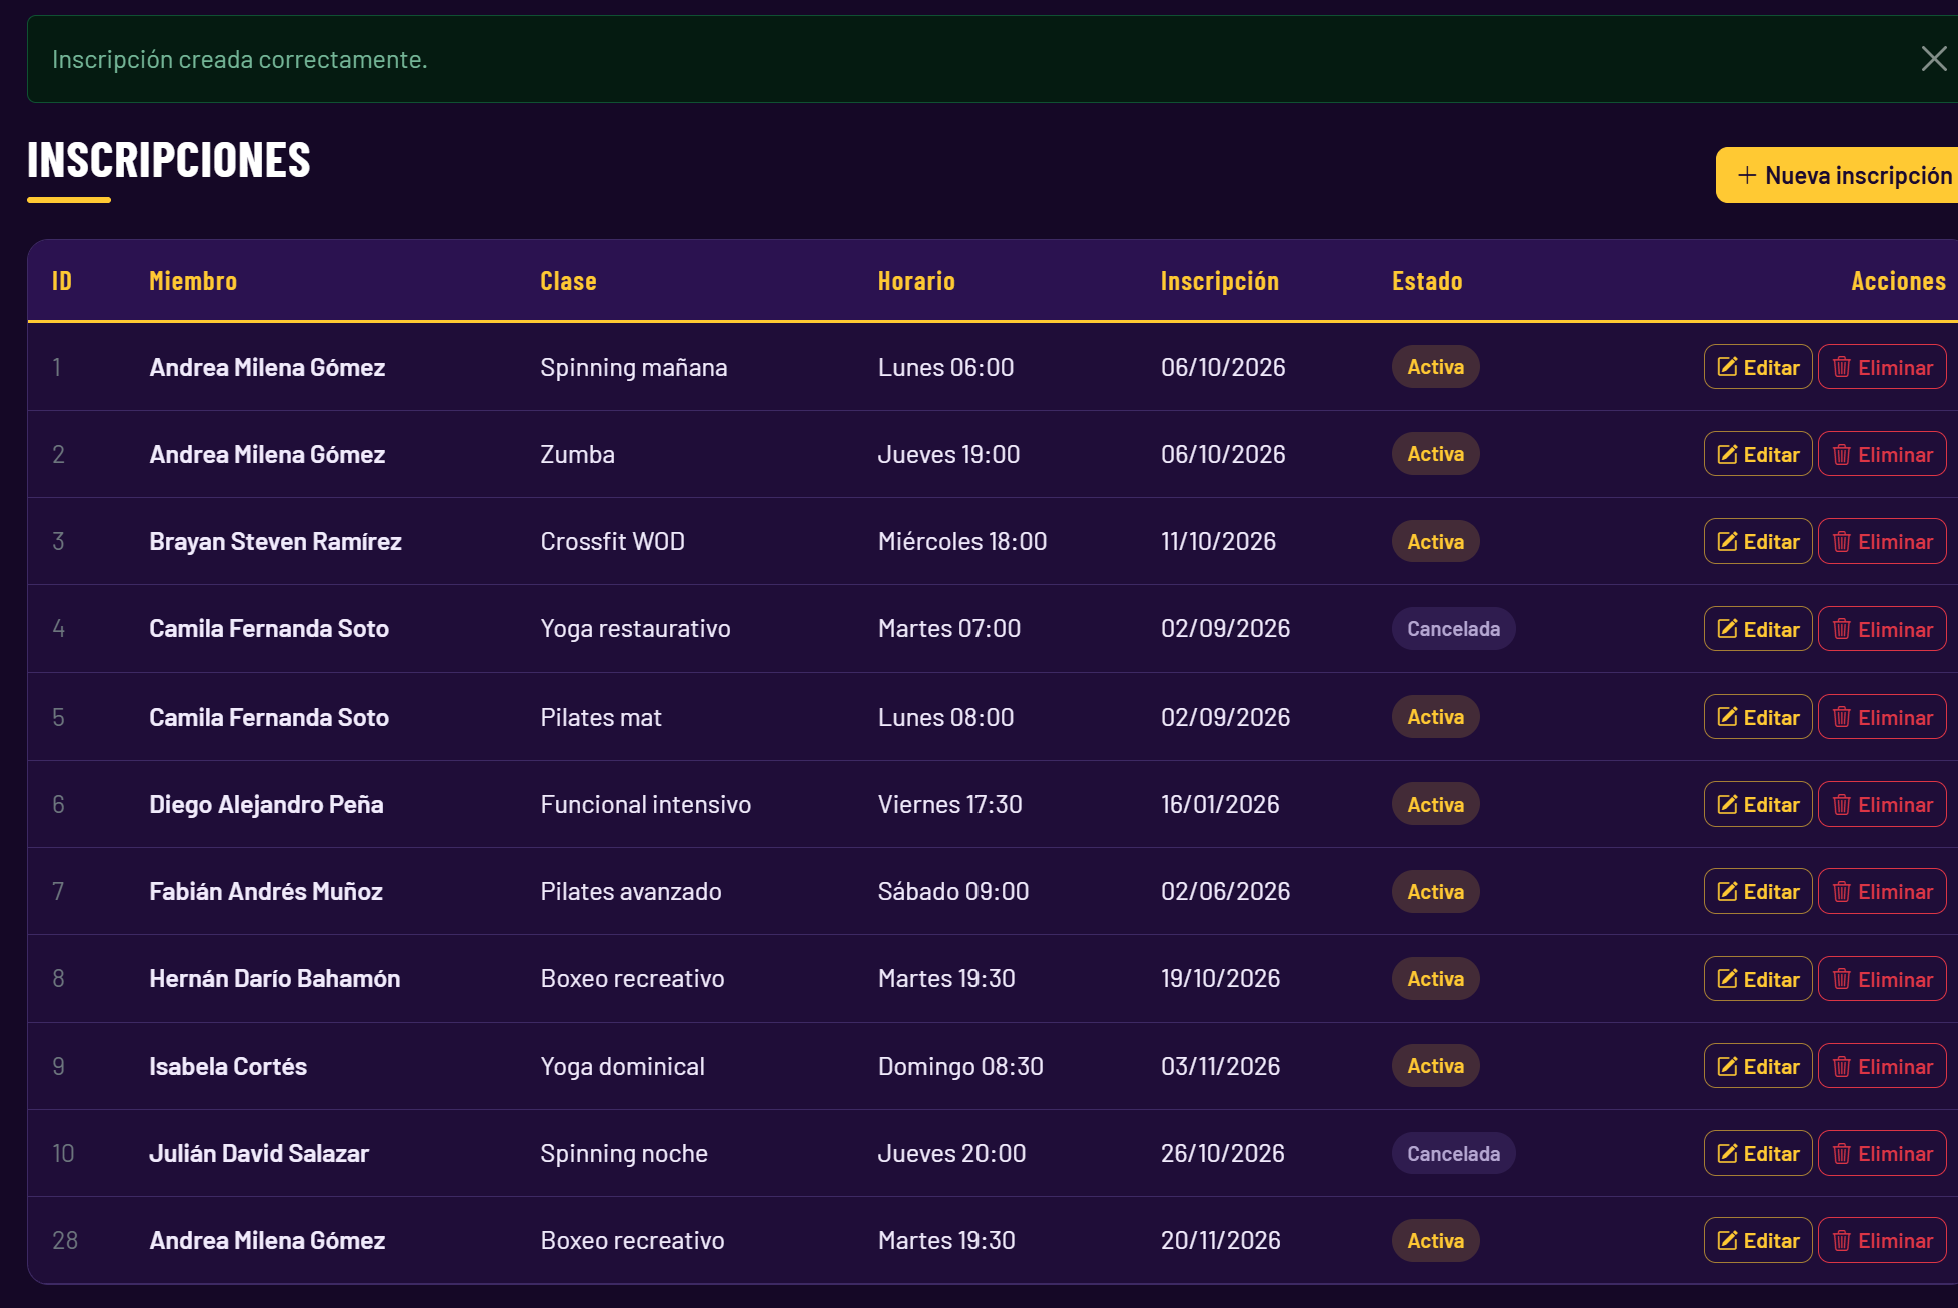 Inscripción creada correctamente.
INSCRIPCIONES
+ Nueva inscripción
ID Miembro Clase Horario Inscripción Estado Acciones
1 Andrea Milena Gómez Spinning mañana Lunes 06:00 06/10/2026 Activa Editar Eliminar
2 Andrea Milena Gómez Zumba Jueves 19:00 06/10/2026 Activa Editar Eliminar
3 Brayan Steven Ramírez Crossfit WOD Miércoles 18:00 11/10/2026 Activa Editar Eliminar
4 Camila Fernanda Soto Yoga restaurativo Martes 07:00 02/09/2026 Cancelada Editar Eliminar
5 Camila Fernanda Soto Pilates mat Lunes 08:00 02/09/2026 Activa Editar Eliminar
6 Diego Alejandro Peña Funcional intensivo Viernes 17:30 16/01/2026 Activa Editar Eliminar
7 Fabián Andrés Muñoz Pilates avanzado Sábado 09:00 02/06/2026 Activa Editar Eliminar
8 Hernán Darío Bahamón Boxeo recreativo Martes 19:30 19/10/2026 Activa Editar Eliminar
9 Isabela Cortés Yoga dominical Domingo 08:30 03/11/2026 Activa Editar Eliminar
10 Julián David Salazar Spinning noche Jueves 20:00 26/10/2026 Cancelada Editar Eliminar
28 Andrea Milena Gómez Boxeo recreativo Martes 19:30 20/11/2026 Activa Editar Eliminar